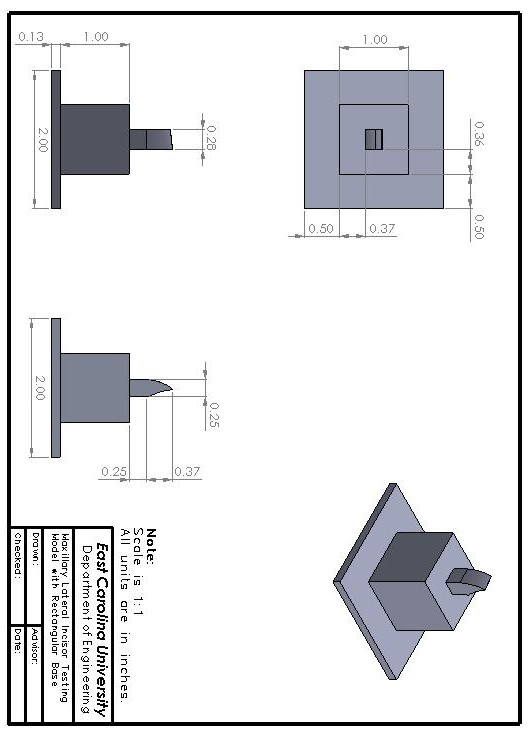 0.13
1.00
2.00
0.28
1.00
0.36
0.50
0.50
0.37
2.00
0.25
0.25
0.37
Note:
Scale is 1:1
All units are in inches.
East Carolina University
Department of Engineering
Maxillary Lateral Incisor Testing
Model with Rectangular Base
Drawn:
Advisor:
Checked:
Date: